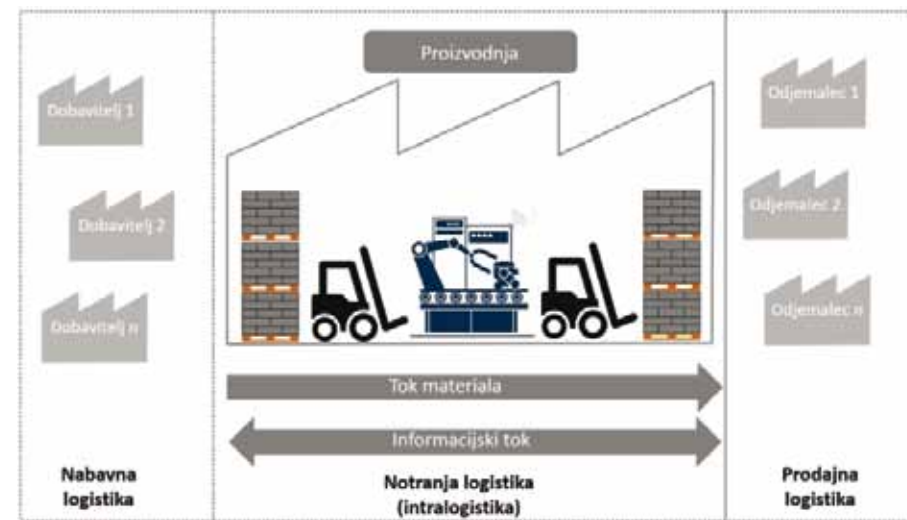 Proizvodnja
Dobavitelj 1
Dobavitelj 2
Dobavitelj n
Odjemalec 1
Odjemalec 2
Odjemalec n
Tok materiala
Informacijski tok
Nabavna
logistika
Notranja logistika
(intralogistika)
Prodajna
logistika